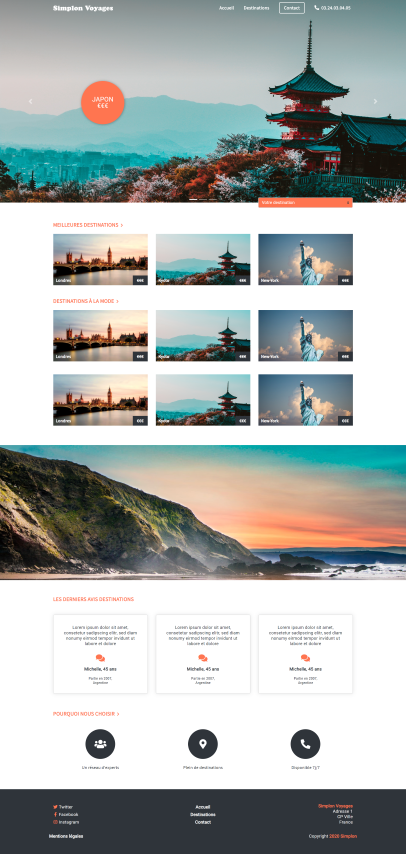 Simplon Voyages
Accueil
Destinations
Contact
03.24.03.04.05
JAPON
€€€
Votre destination
MEILLEURES DESTINATIONS >
Londres
€€€
Kyoto
€€€
New-York
€€€
DESTINATIONS À LA MODE >
Londres
€€€
Kyoto
€€€
New-York
€€€
Londres
€€€
Kyoto
€€€
New-York
€€€
LES DERNIERS AVIS DESTINATIONS
Lorem ipsum dolor sit amet,
consetetur sadipscing elitr, sed diam
nonumy eirmod tempor invidunt ut
labore et dolore
Michelle, 45 ans
Partie en 2007,
Argentine
Lorem ipsum dolor sit amet,
consetetur sadipscing elitr, sed diam
nonumy eirmod tempor invidunt ut
labore et dolore
Michelle, 45 ans
Partie en 2007,
Argentine
Lorem ipsum dolor sit amet,
consetetur sadipscing elitr, sed diam
nonumy eirmod tempor invidunt ut
labore et dolore
Michelle, 45 ans
Partie en 2007,
Argentine
POURQUOI NOUS CHOISIR >
Un réseau d'experts
Plein de destinations
Disponible 7j/7
Twitter
Facebook
Instagram
Accueil
Destinations
Contact
Simplon Voyages
Adresse 1
CP Ville
France
Mentions légales
Copyright 2020 Simplon